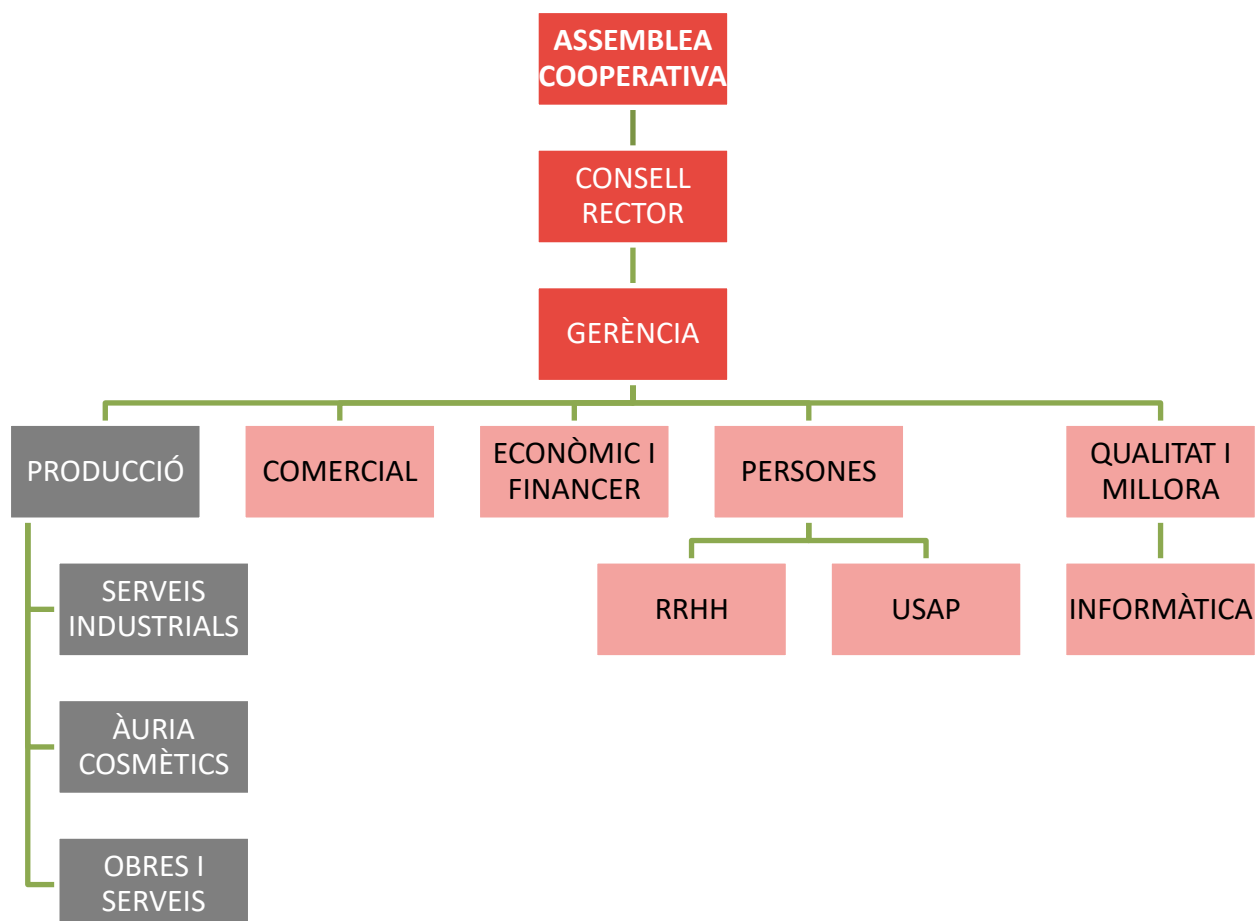 ASSEMBLEA
COOPERATIVA
CONSELL
RECTOR
GERÈNCIA
PRODUCCIÓ
COMERCIAL
ECONÒMIC I
FINANCER
PERSONES
QUALITAT I
MILLORA
SERVEIS
INDUSTRIALS
RRHH
USAP
INFORMÀTICA
ÀURIA
COSMÈTICS
OBRES I
SERVEIS